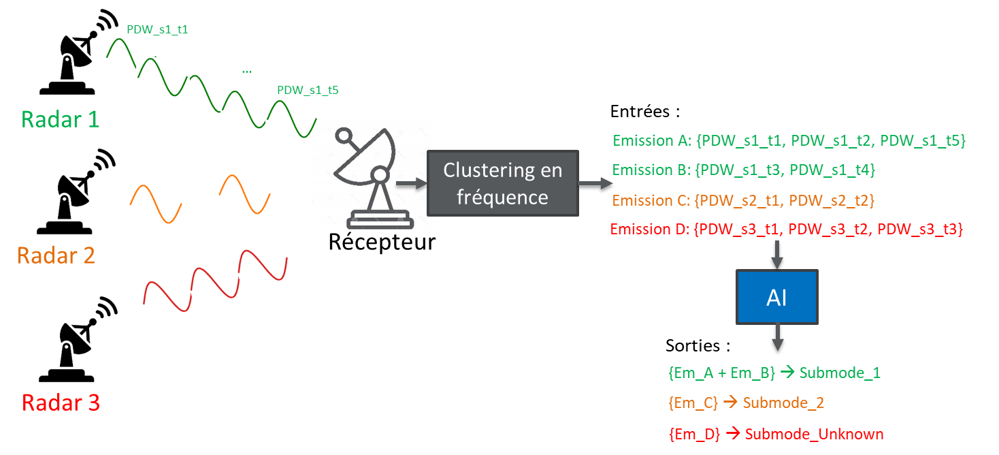 PDW_s1_t1
...
PDW_s1_t5
Radar 1
Radar 2
Radar 3
Récepteur
Clustering en
fréquence
Entrées :
Emission A: {PDW_s1_t1, PDW_s1_t2, PDW_s1_t5}
Emission B: {PDW_s1_t3, PDW_s1_t4}
Emission C: {PDW_s2_t1, PDW_s2_t2}
Emission D: {PDW_s3_t1, PDW_s3_t2, PDW_s3_t3}
AI
Sorties :
{Em_A + Em_B} → Submode_1
{Em_C} → Submode_2
{Em_D} → Submode_Unknown